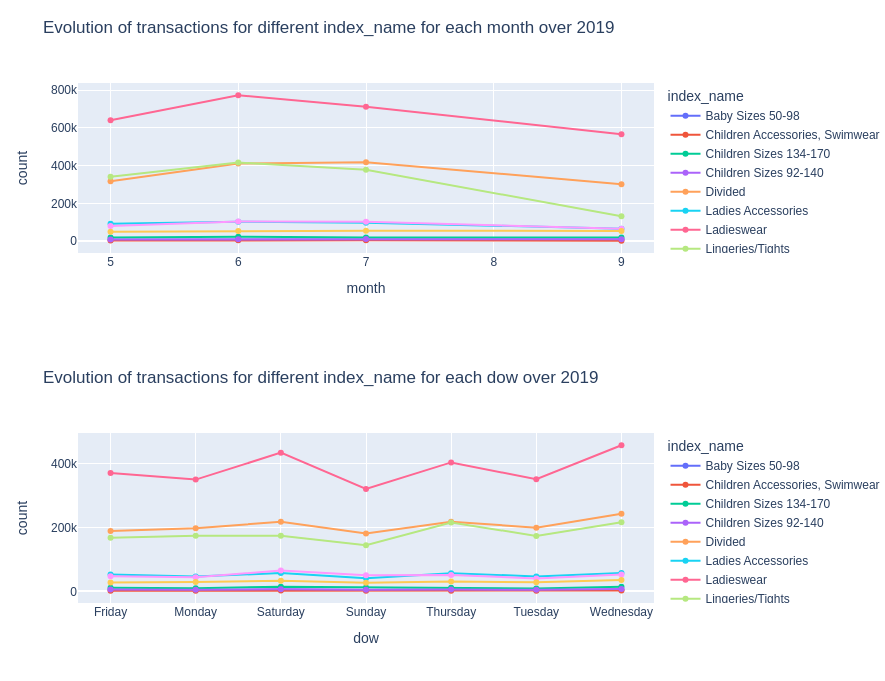 Evolution of transactions for different index_name for each month over 2019
800k
600k
400k
200k
0
count
5
6
7
8
9
month
index_name
Baby Sizes 50-98
Children Accessories, Swimwear
Children Sizes 134-170
Children Sizes 92-140
Divided
Ladies Accessories
Ladieswear
Lingeries/Tights
Evolution of transactions for different index_name for each dow over 2019
400k
200k
0
count
Friday
Monday
Saturday
Sunday
Thursday
Tuesday
Wednesday
dow
index_name
Baby Sizes 50-98
Children Accessories, Swimwear
Children Sizes 134-170
Children Sizes 92-140
Divided
Ladies Accessories
Ladieswear
Lingeries/Tights